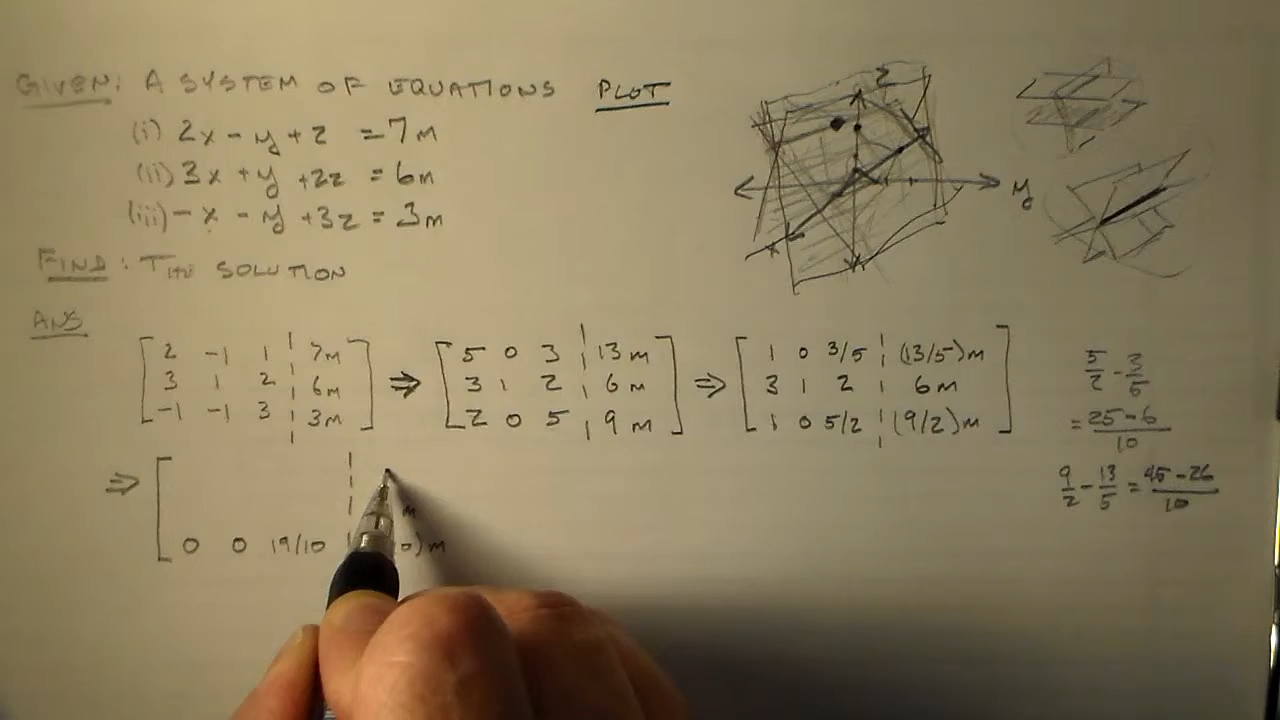 GIVEN: A SYSTEM OF EQUATIONS PLOT
(i) 2x - y + z = 7m
(ii) 3x + y + 2z = 6m
(iii) - x - y + 3z = 3m
FIND: THE SOLUTION
ANS
z
y
x
2 -1 1 7m
3 1 2 6m
-1 -1 3 3m
⇒
5 0 3 13m
3 1 2 6m
2 0 5 9m
⇒
1 0 3/5 (13/5)m
3 1 2 6m
1 0 5/2 (9/2)m
5/2 - 3/5
= 25-6/10
9/2 - 13/5 = 45-26/10
⇒
m
0 0 19/10 0)m